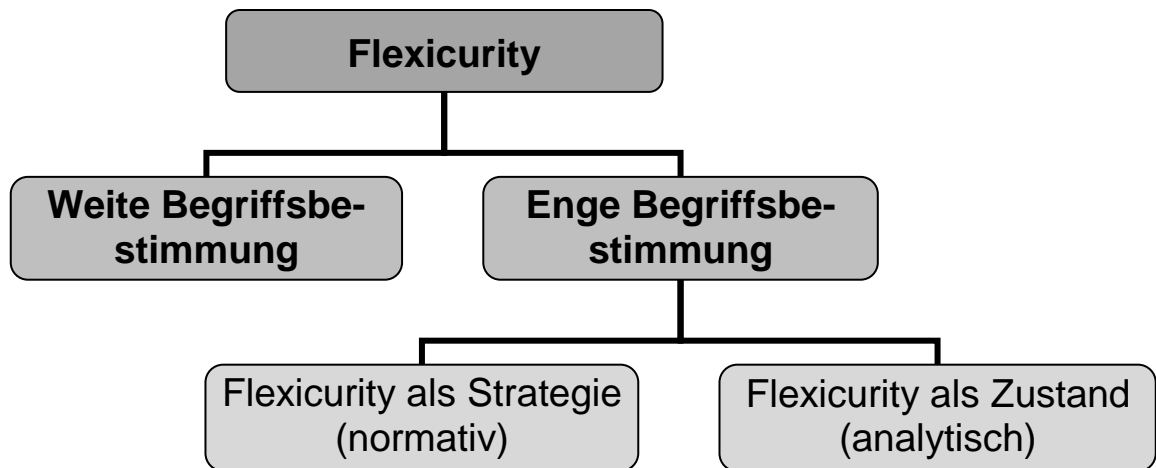 Flexicurity
Weite Begriffsbe-
stimmung
Enge Begriffsbe-
stimmung
Flexicurity als Strategie
(normativ)
Flexicurity als Zustand
(analytisch)